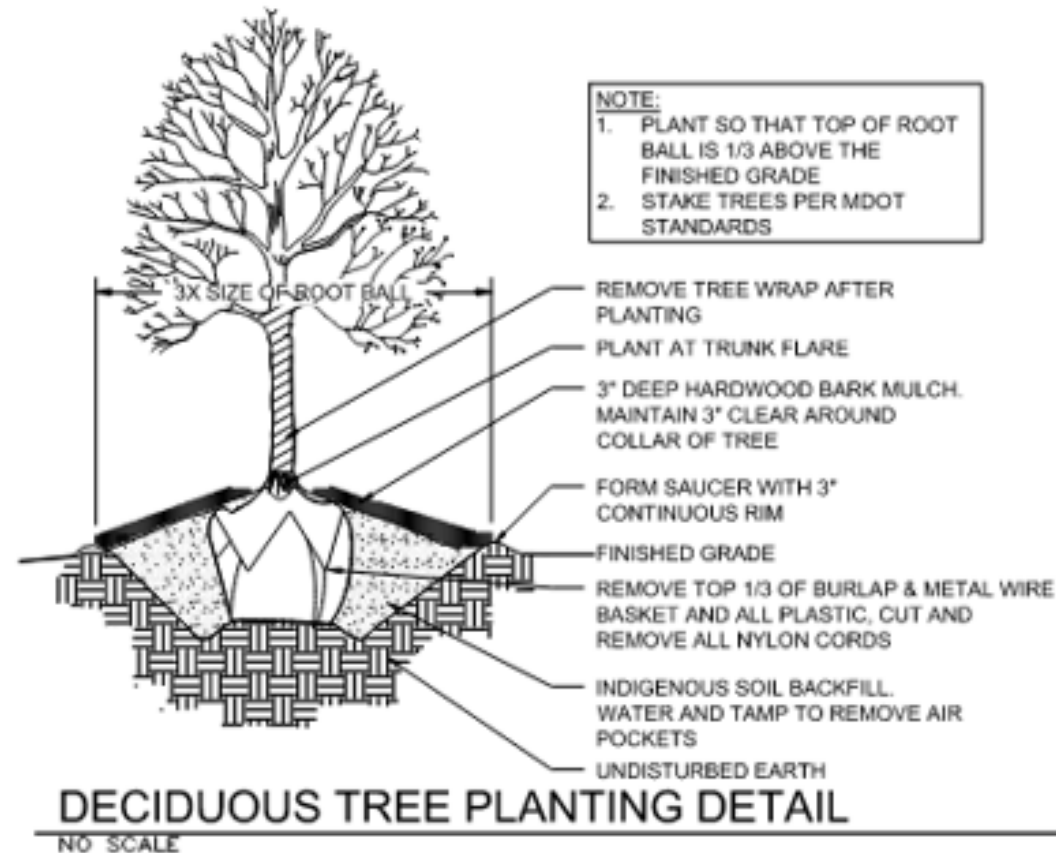 NOTE:
1. PLANT SO THAT TOP OF ROOT
BALL IS 1/3 ABOVE THE
FINISHED GRADE
2. STAKE TREES PER MDOT
STANDARDS
3X SIZE OF ROOT BALL
REMOVE TREE WRAP AFTER
PLANTING
PLANT AT TRUNK FLARE
3" DEEP HARDWOOD BARK MULCH.
MAINTAIN 3" CLEAR AROUND
COLLAR OF TREE
FORM SAUCER WITH 3"
CONTINUOUS RIM
FINISHED GRADE
REMOVE TOP 1/3 OF BURLAP & METAL WIRE
BASKET AND ALL PLASTIC, CUT AND
REMOVE ALL NYLON CORDS
INDIGENOUS SOIL BACKFILL.
WATER AND TAMP TO REMOVE AIR
POCKETS
UNDISTURBED EARTH
DECIDUOUS TREE PLANTING DETAIL
NO SCALE